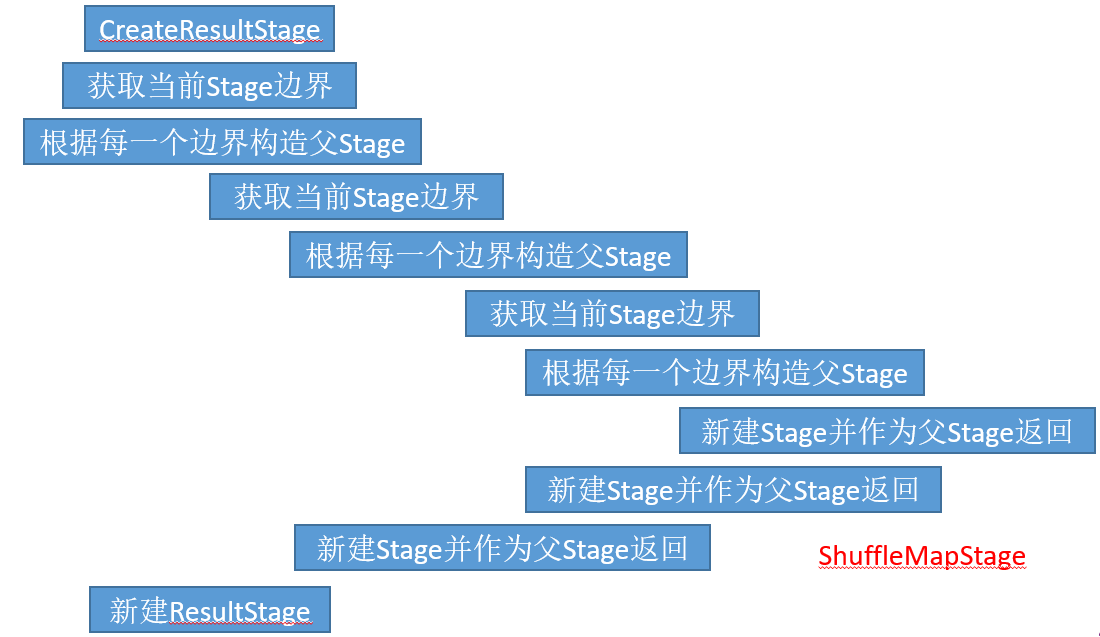 CreateResultStage
获取当前Stage边界
根据每一个边界构造父Stage
获取当前Stage边界
根据每一个边界构造父Stage
获取当前Stage边界
根据每一个边界构造父Stage
新建Stage并作为父Stage返回
新建Stage并作为父Stage返回
新建Stage并作为父Stage返回
ShuffleMapStage
新建ResultStage